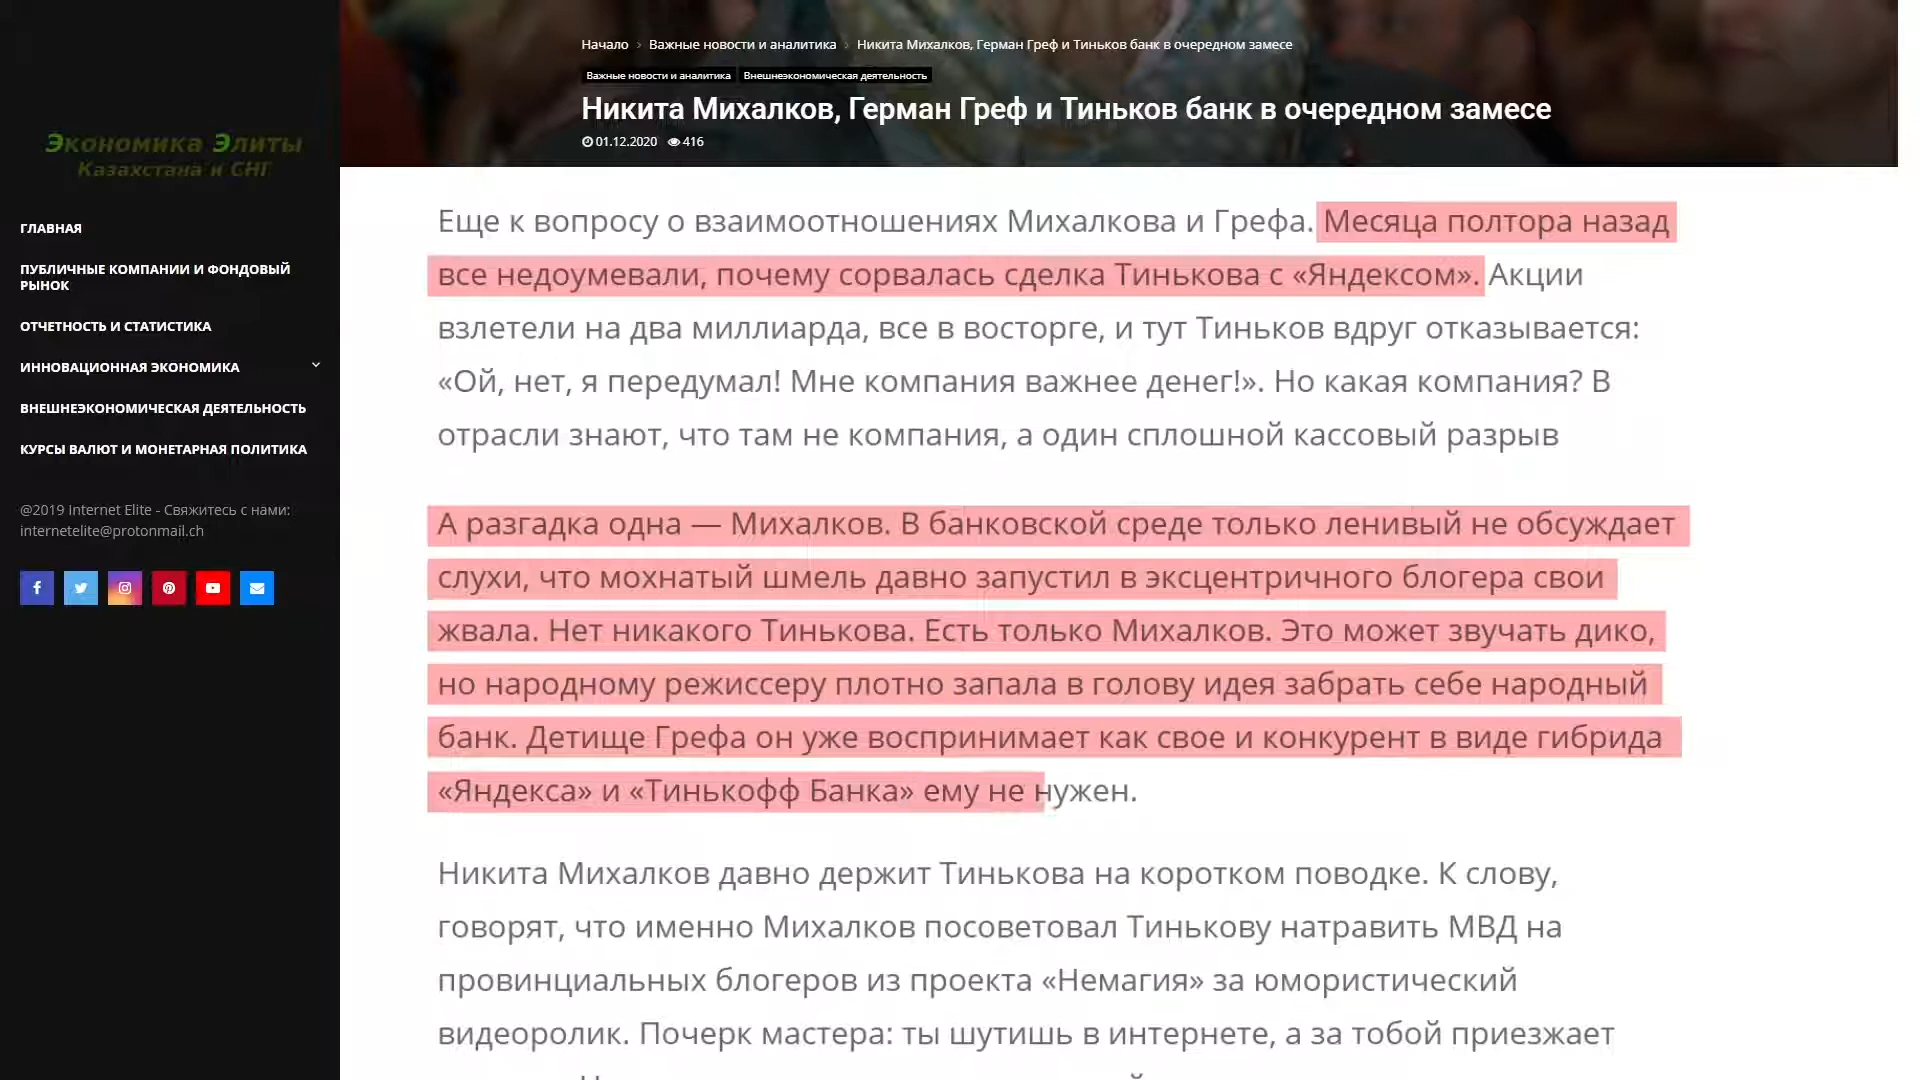 Начало › Важные новости и аналитика › Никита Михалков, Герман Греф и Тиньков банк в очередном замесе
Важные новости и аналитика Внешнеэкономическая деятельность
Никита Михалков, Герман Греф и Тиньков банк в очередном замесе
01.12.2020 416
Экономика Элиты
Казахстана и СНГ
ГЛАВНАЯ
ПУБЛИЧНЫЕ КОМПАНИИ И ФОНДОВЫЙ
РЫНОК
ОТЧЕТНОСТЬ И СТАТИСТИКА
ИННОВАЦИОННАЯ ЭКОНОМИКА
ВНЕШНЕЭКОНОМИЧЕСКАЯ ДЕЯТЕЛЬНОСТЬ
КУРСЫ ВАЛЮТ И МОНЕТАРНАЯ ПОЛИТИКА
@2019 Internet Elite - Свяжитесь с нами:
internetelite@protonmail.ch
Еще к вопросу о взаимоотношениях Михалкова и Грефа. Месяца полтора назад
все недоумевали, почему сорвалась сделка Тинькова с «Яндексом». Акции
взлетели на два миллиарда, все в восторге, и тут Тиньков вдруг отказывается:
«Ой, нет, я передумал! Мне компания важнее денег!». Но какая компания? В
отрасли знают, что там не компания, а один сплошной кассовый разрыв
А разгадка одна — Михалков. В банковской среде только ленивый не обсуждает
слухи, что мохнатый шмель давно запустил в эксцентричного блогера свои
жвала. Нет никакого Тинькова. Есть только Михалков. Это может звучать дико,
но народному режиссеру плотно запала в голову идея забрать себе народный
банк. Детище Грефа он уже воспринимает как свое и конкурент в виде гибрида
«Яндекса» и «Тинькофф Банка» ему не нужен.
Никита Михалков давно держит Тинькова на коротком поводке. К слову,
говорят, что именно Михалков посоветовал Тинькову натравить МВД на
провинциальных блогеров из проекта «Немагия» за юмористический
видеоролик. Почерк мастера: ты шутишь в интернете, а за тобой приезжает